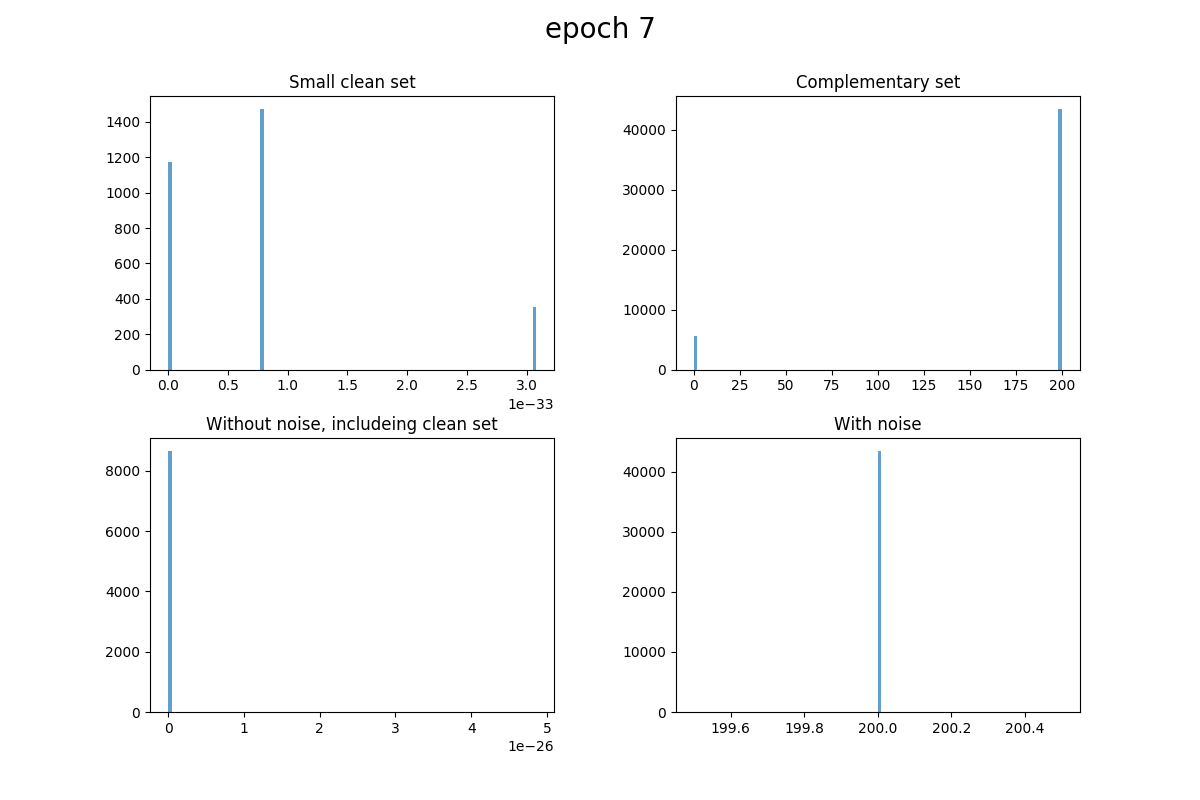 epoch 7
Small clean set
1400
1200
1000
800
600
400
200
0
0.0 0.5 1.0 1.5 2.0 2.5 3.0
1e−33
Complementary set
40000
30000
20000
10000
0
0 25 50 75 100 125 150 175 200
Without noise, includeing clean set
8000
6000
4000
2000
0
0 1 2 3 4 5
1e−26
With noise
40000
30000
20000
10000
0
199.6 199.8 200.0 200.2 200.4